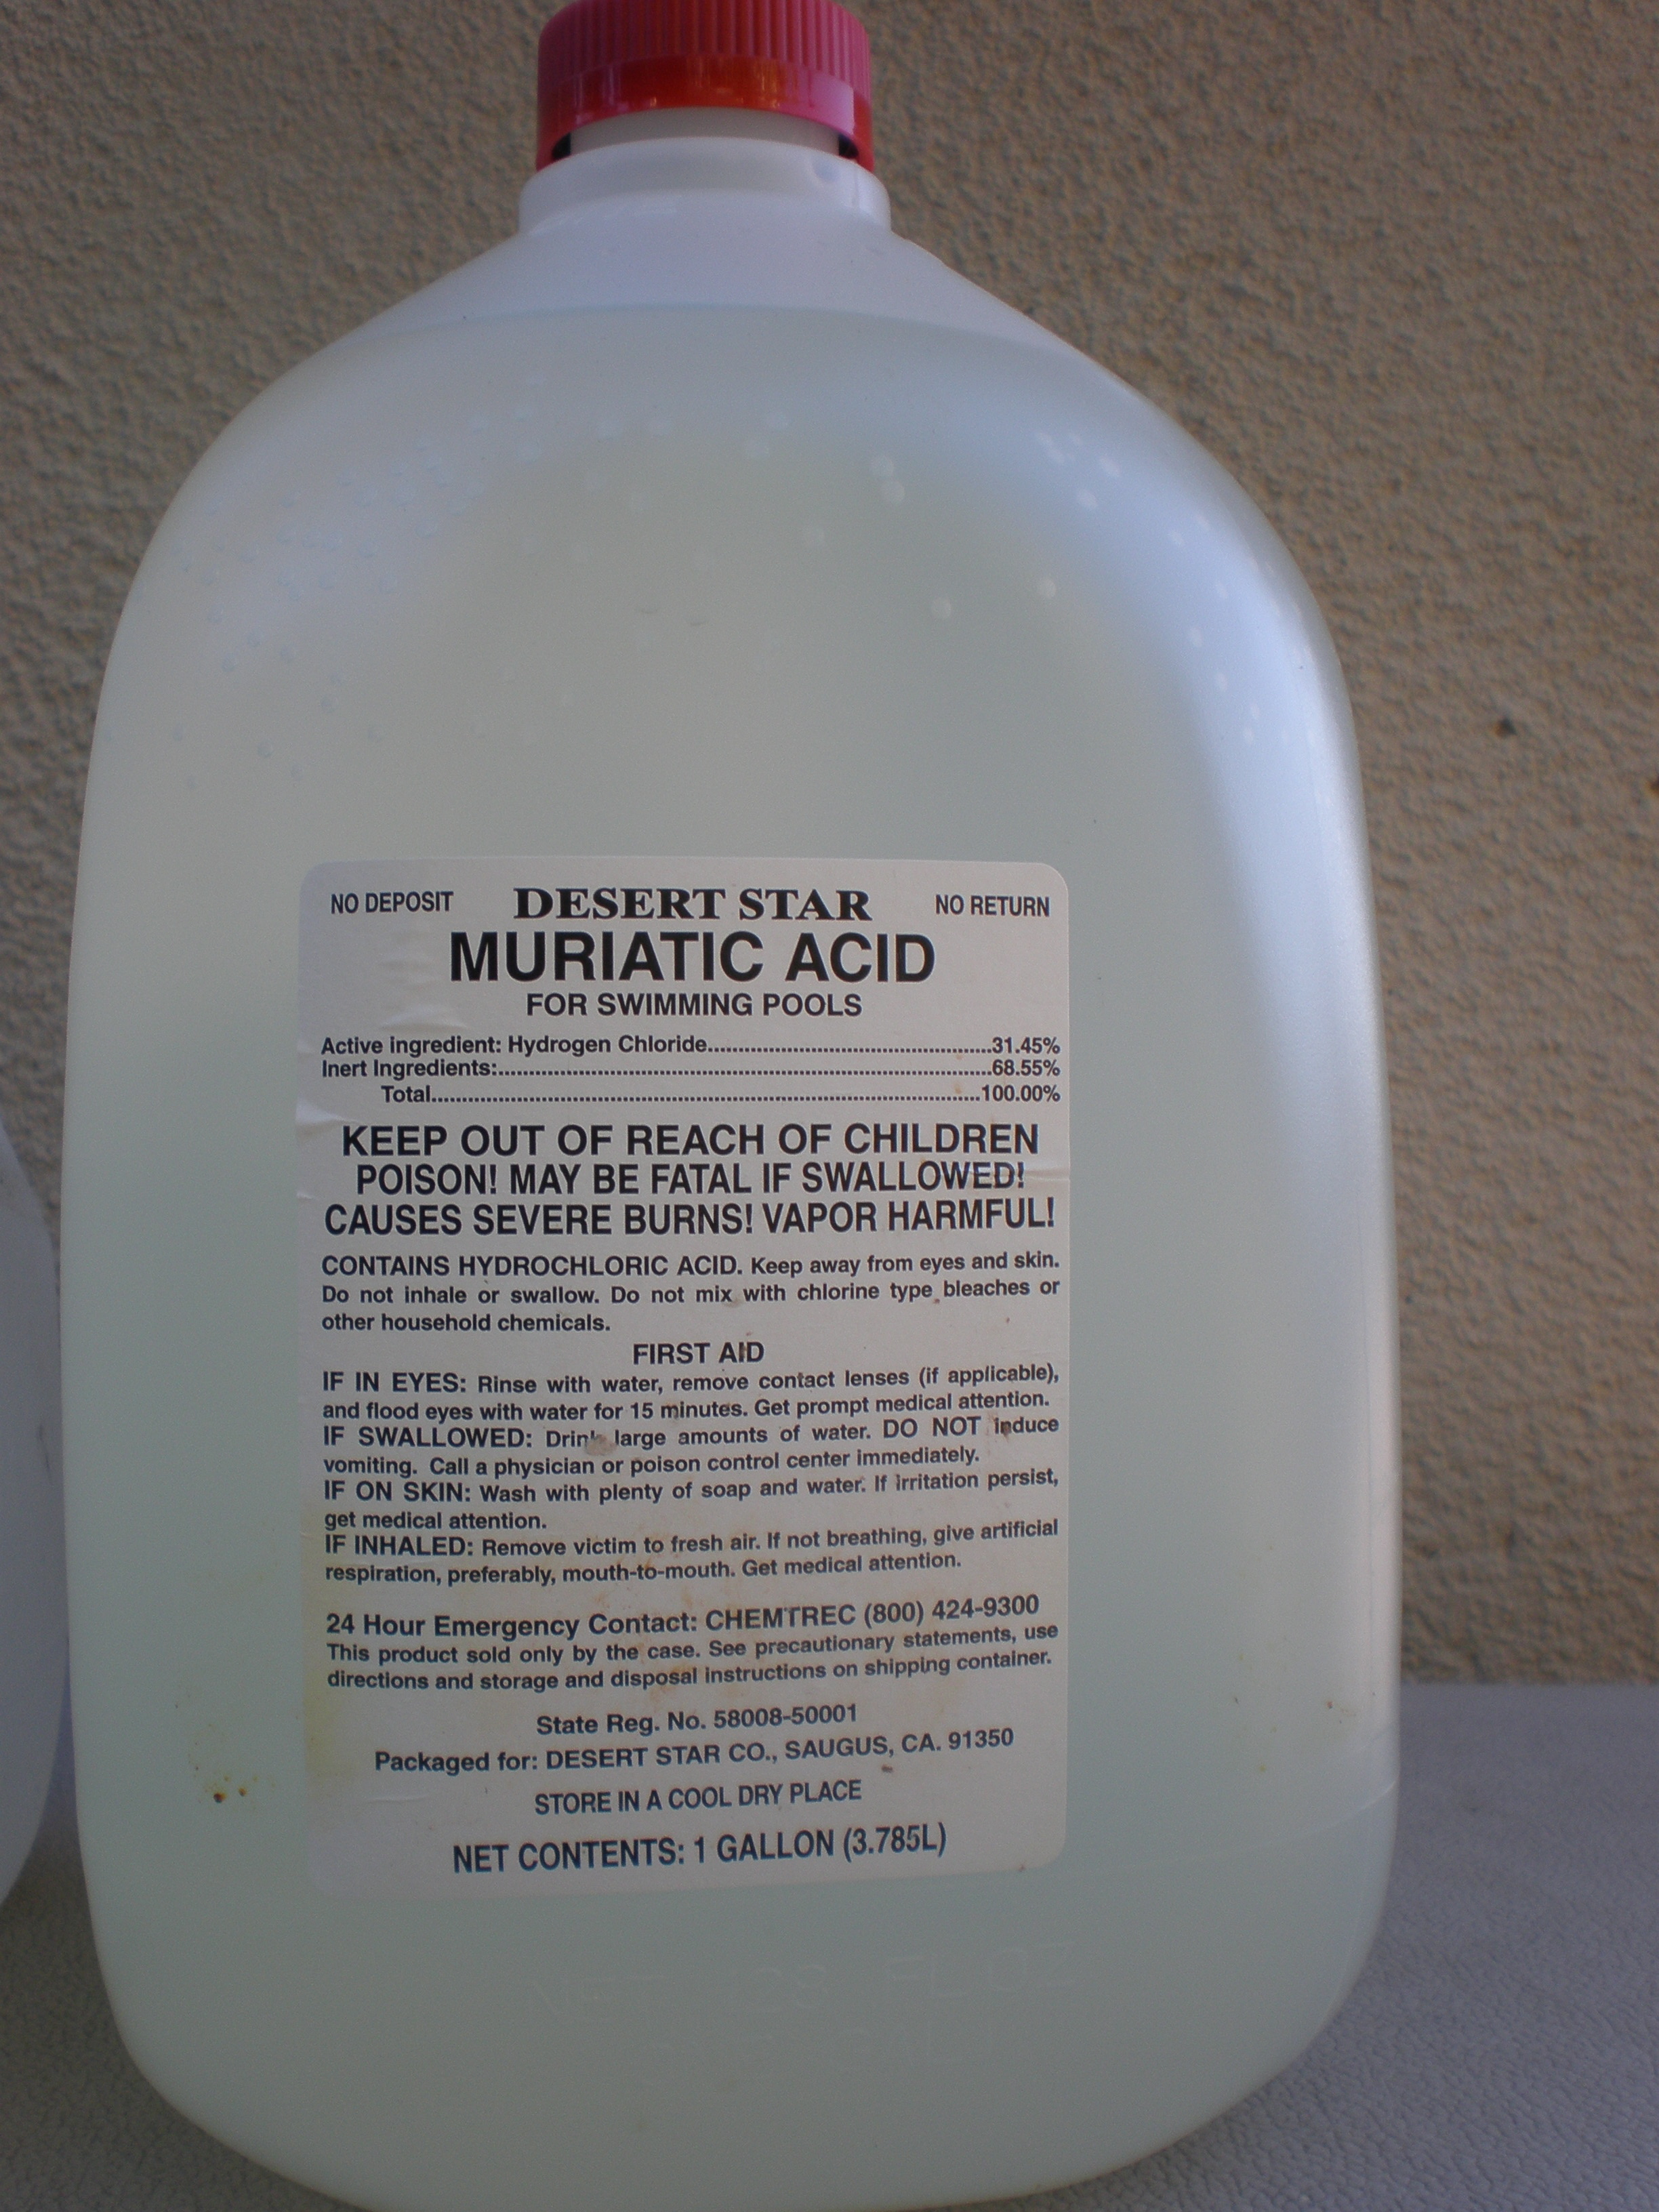 NO DEPOSIT DESERT STAR NO RETURN
MURIATIC ACID
FOR SWIMMING POOLS
Active ingredient: Hydrogen Chloride..........................................31.45%
Inert Ingredients:.........................................................................68.55%
Total.................................................................................100.00%
KEEP OUT OF REACH OF CHILDREN
POISON! MAY BE FATAL IF SWALLOWED!
CAUSES SEVERE BURNS! VAPOR HARMFUL!
CONTAINS HYDROCHLORIC ACID. Keep away from eyes and skin.
Do not inhale or swallow. Do not mix with chlorine type bleaches or
other household chemicals.
FIRST AID
IF IN EYES: Rinse with water, remove contact lenses (if applicable),
and flood eyes with water for 15 minutes. Get prompt medical attention.
IF SWALLOWED: Drink large amounts of water. DO NOT induce
vomiting. Call a physician or poison control center immediately.
IF ON SKIN: Wash with plenty of soap and water. If irritation persist,
get medical attention.
IF INHALED: Remove victim to fresh air. If not breathing, give artificial
respiration, preferably, mouth-to-mouth. Get medical attention.
24 Hour Emergency Contact: CHEMTREC (800) 424-9300
This product sold only by the case. See precautionary statements, use
directions and storage and disposal instructions on shipping container.
State Reg. No. 58008-50001
Packaged for: DESERT STAR CO., SAUGUS, CA. 91350
STORE IN A COOL DRY PLACE
NET CONTENTS: 1 GALLON (3.785L)